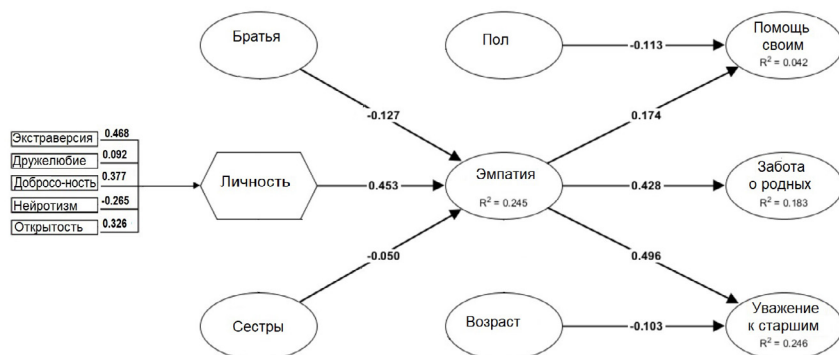 Братья
Пол
Помощь
своим
R² = 0.042
-0.113
-0.127
0.174
Экстраверсия 0.468
Дружелюбие 0.092
Добросо-ность 0.377
Нейротизм -0.265
Открытость 0.326
Личность
0.453
Эмпатия
R² = 0.245
0.428
Забота
о родных
R² = 0.183
-0.050
0.496
Сестры
Возраст
-0.103
Уважение
к старшим
R² = 0.246